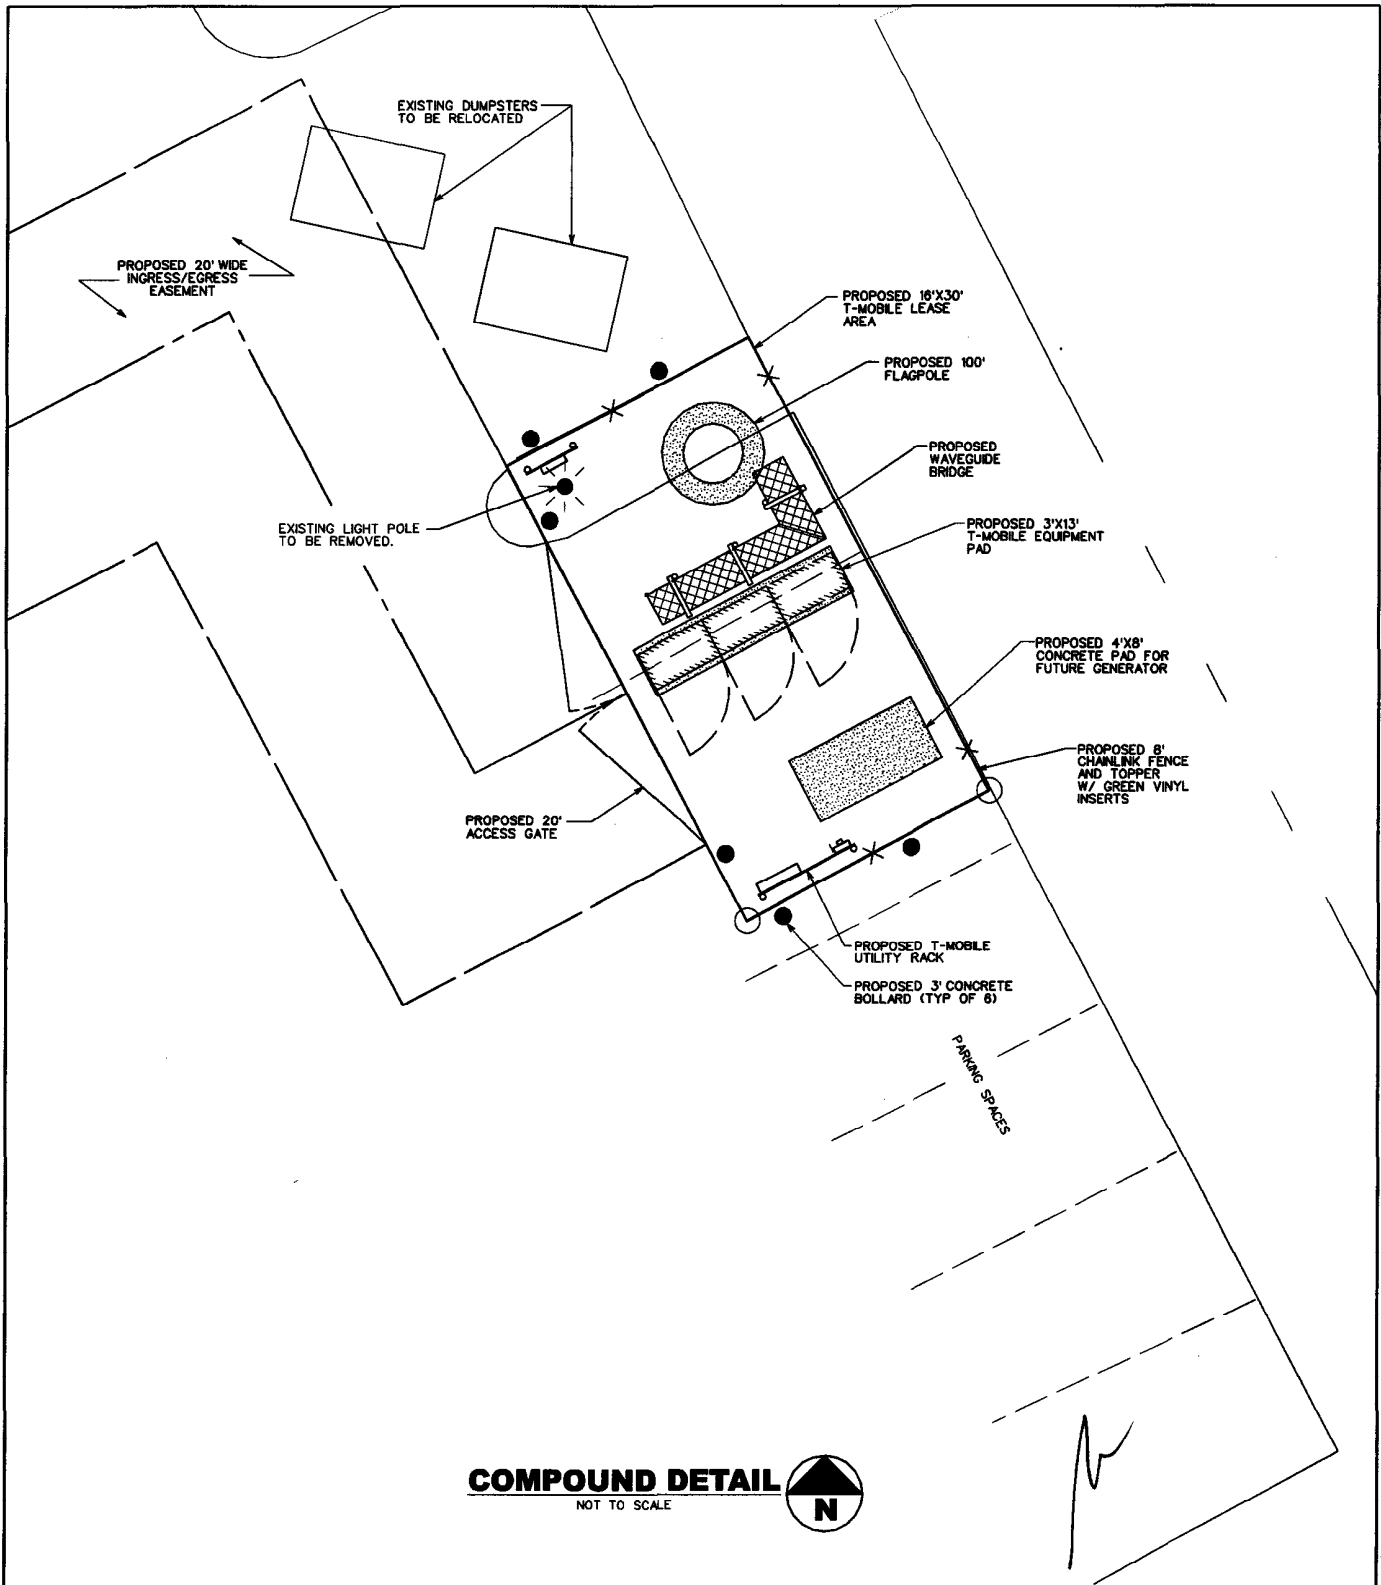 EXISTING DUMPSTERS
TO BE RELOCATED
PROPOSED 20' WIDE
INGRESS/EGRESS
EASEMENT
PROPOSED 16'X30'
T-MOBILE LEASE
AREA
PROPOSED 100'
FLAGPOLE
PROPOSED
WAVEGUIDE
BRIDGE
EXISTING LIGHT POLE
TO BE REMOVED.
PROPOSED 3'X13'
T-MOBILE EQUIPMENT
PAD
PROPOSED 4'X8'
CONCRETE PAD FOR
FUTURE GENERATOR
PROPOSED 8'
CHAINLINK FENCE
AND TOPPER
W/ GREEN VINYL
INSERTS
PROPOSED 20'
ACCESS GATE
PROPOSED T-MOBILE
UTILITY RACK
PROPOSED 3' CONCRETE
BOLLARD (TYP OF 6)
PARKING SPACES
COMPOUND DETAIL
NOT TO SCALE
N